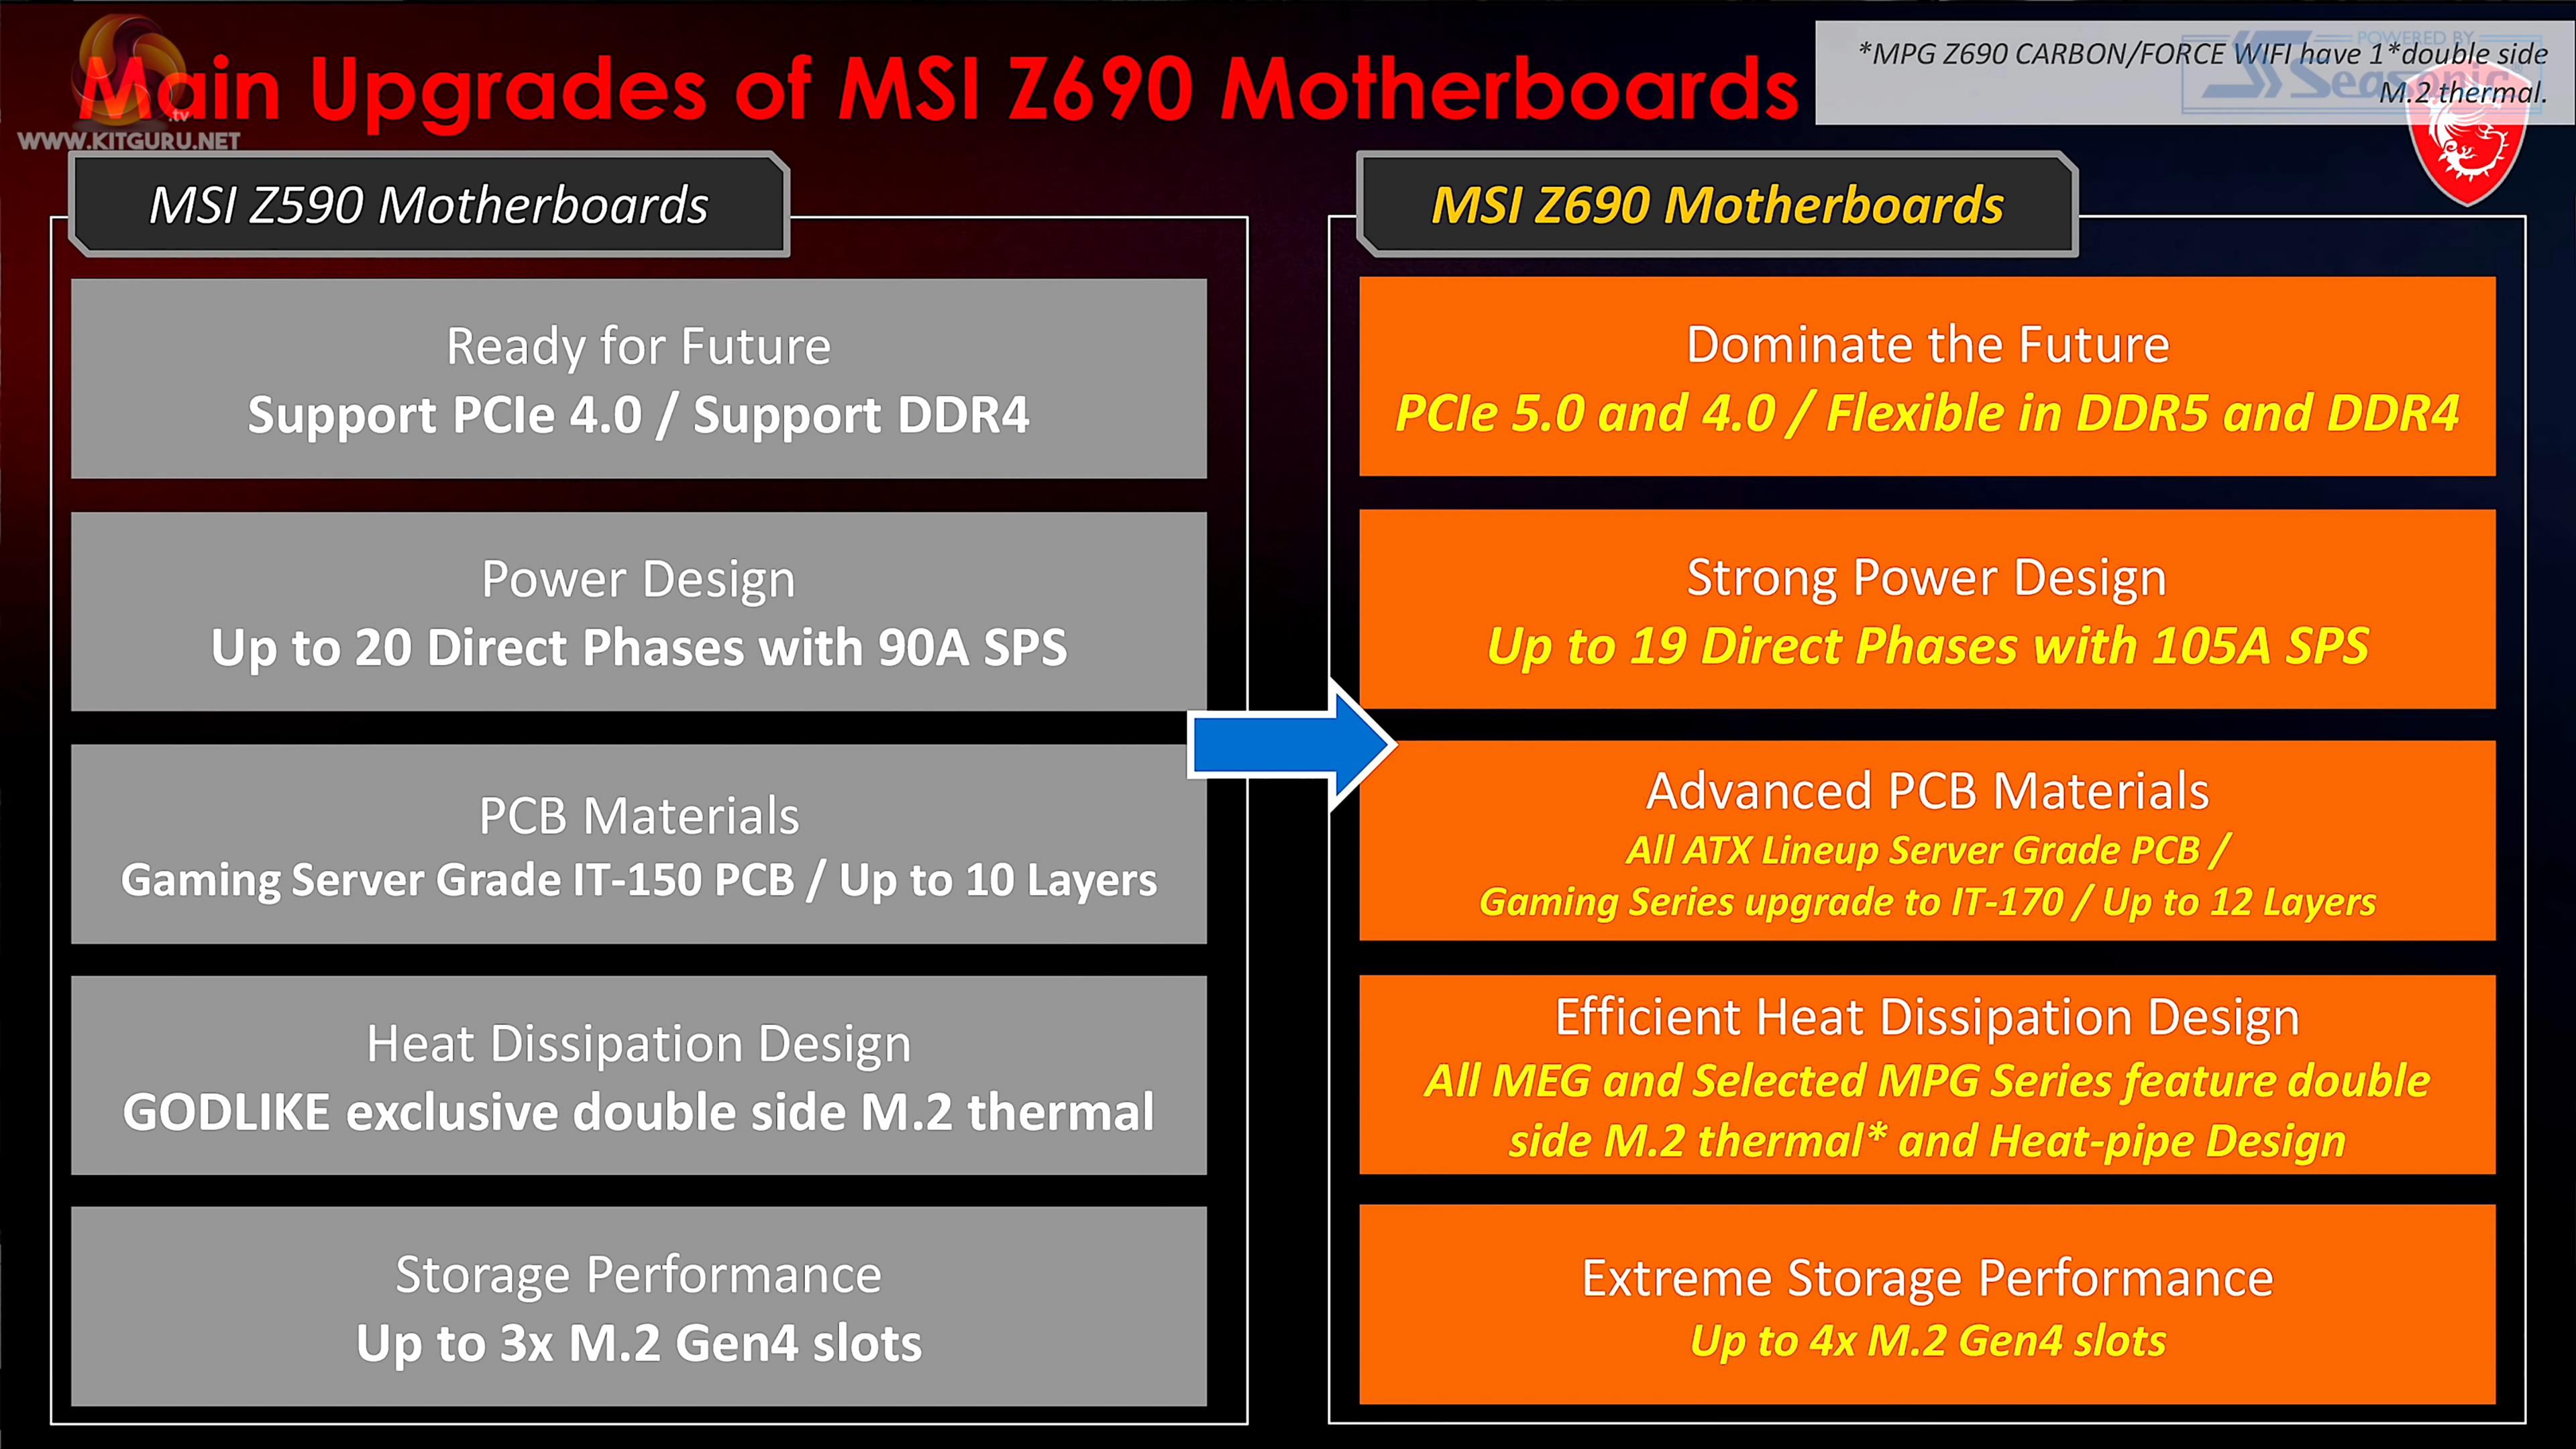 Main Upgrades of MSI Z690 Motherboards
.tv
WWW.KITGURU.NET
*MPG Z690 CARBON/FORCE WIFI have 1*double side
M.2 thermal.
POWERED BY
Seasonic
MSI Z590 Motherboards
Ready for Future
Support PCIe 4.0 / Support DDR4
Power Design
Up to 20 Direct Phases with 90A SPS
PCB Materials
Gaming Server Grade IT-150 PCB / Up to 10 Layers
Heat Dissipation Design
GODLIKE exclusive double side M.2 thermal
Storage Performance
Up to 3x M.2 Gen4 slots
MSI Z690 Motherboards
Dominate the Future
PCIe 5.0 and 4.0 / Flexible in DDR5 and DDR4
Strong Power Design
Up to 19 Direct Phases with 105A SPS
Advanced PCB Materials
All ATX Lineup Server Grade PCB /
Gaming Series upgrade to IT-170 / Up to 12 Layers
Efficient Heat Dissipation Design
All MEG and Selected MPG Series feature double
side M.2 thermal* and Heat-pipe Design
Extreme Storage Performance
Up to 4x M.2 Gen4 slots